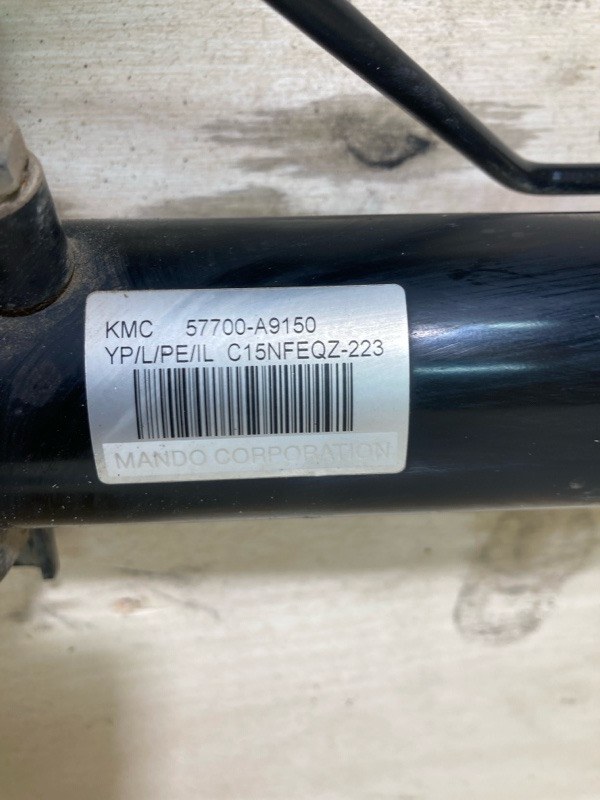 KMC 57700-A9150
YP/L/PE/IL C15NFEQZ-223
MANDO CORPORATION